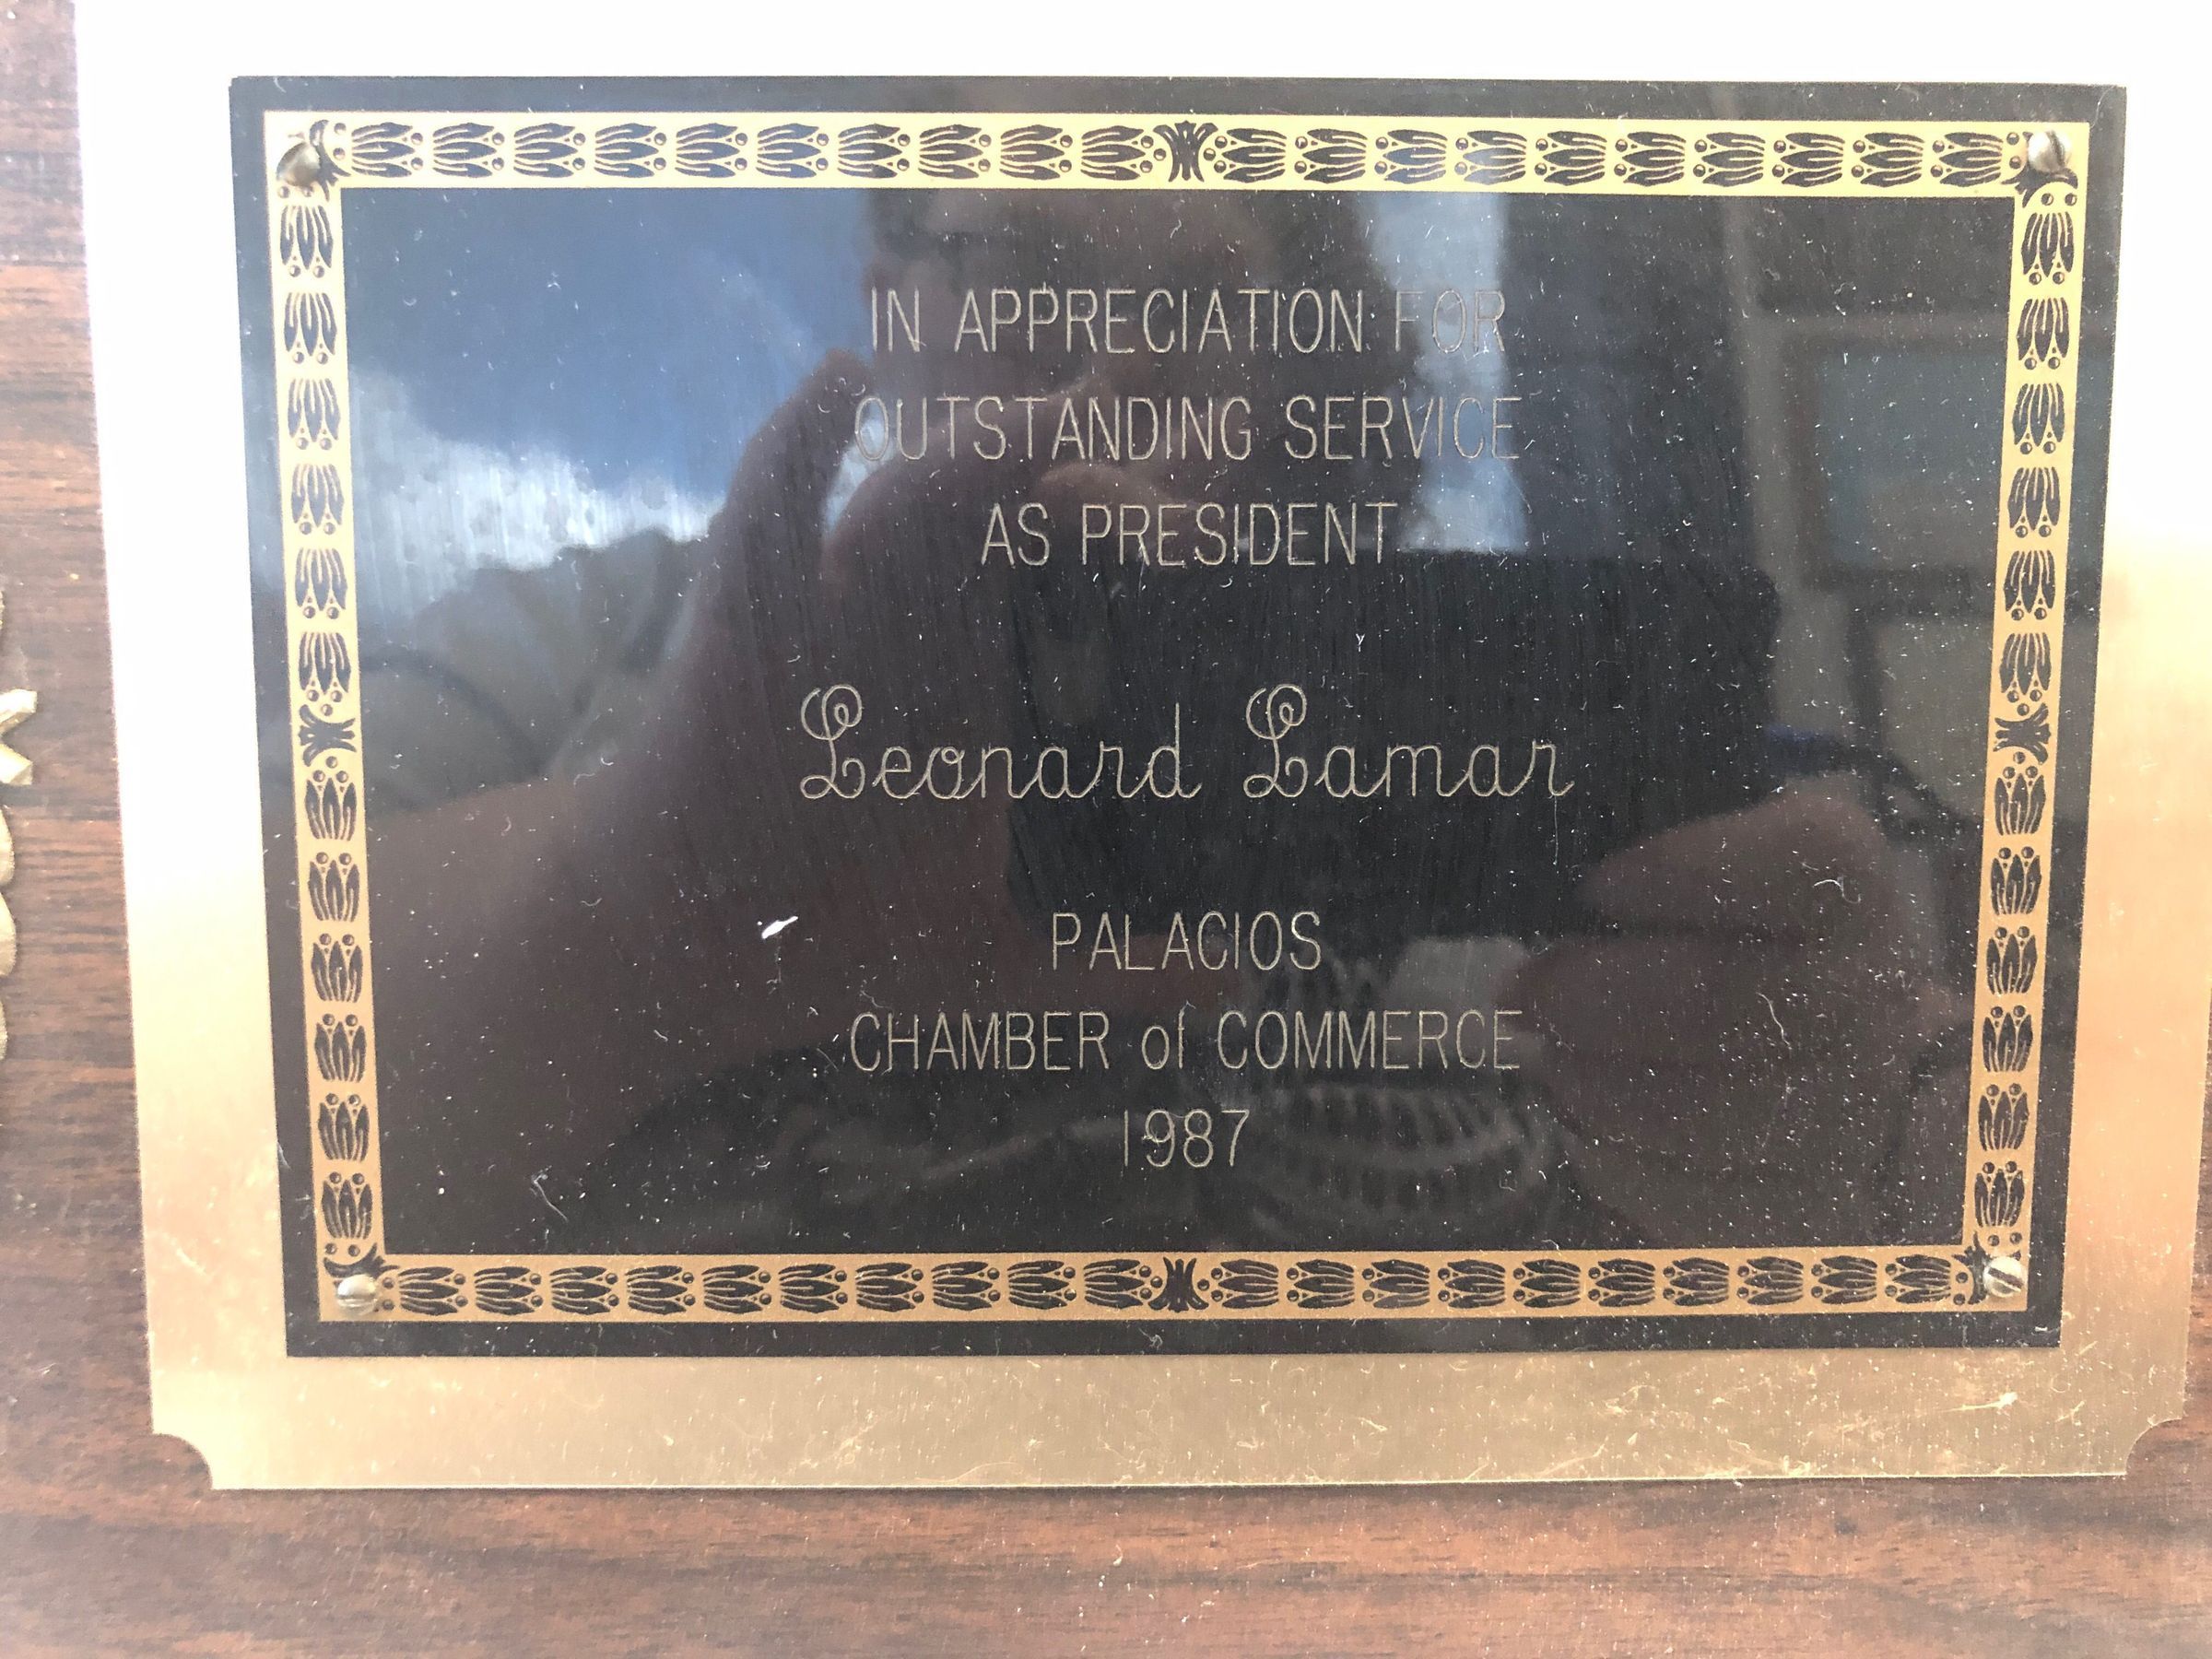 IN APPRECIATION FOR
OUTSTANDING SERVICE
AS PRESIDENT
Leonard Lamar
PALACIOS
CHAMBER of COMMERCE
1987